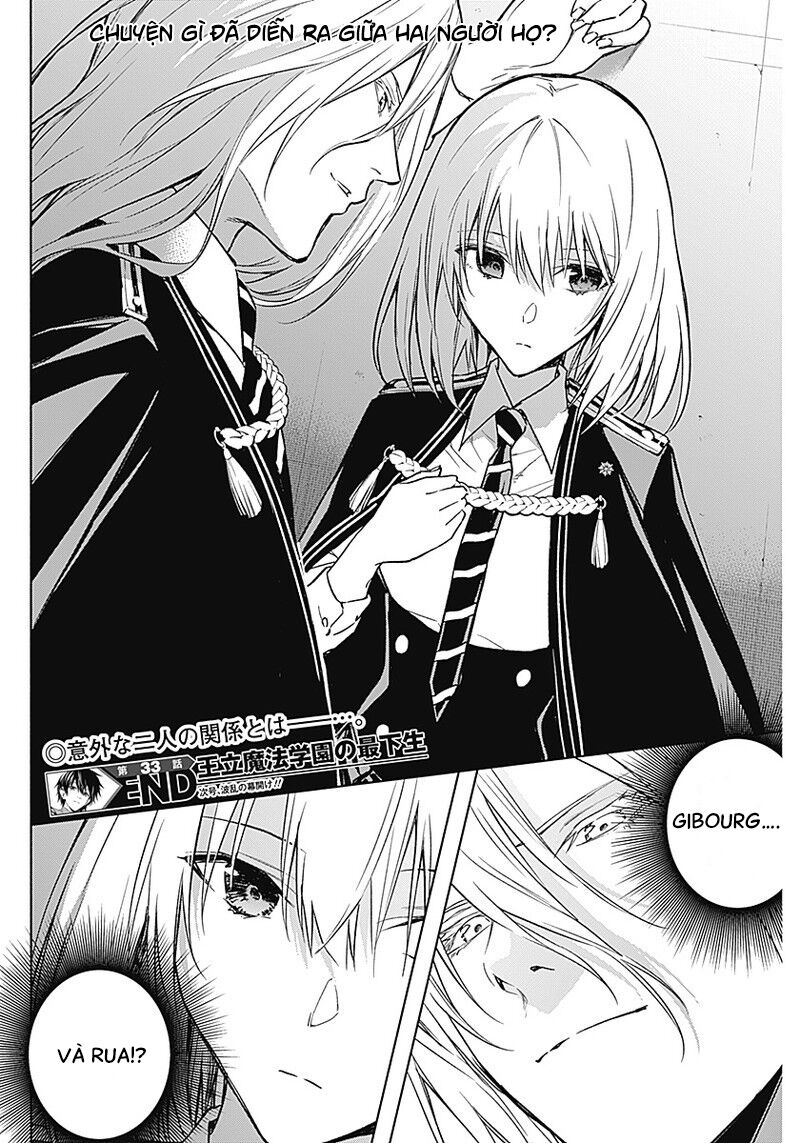 CHUYỆN GÌ ĐÃ DIỄN RA GIỮA HAI NGƯỜI HỌ?
◎意外な二人の関係とは───…。
第33話 END 王立魔法学園の最下生
次号、波乱の幕開け!!
GIBOURG....
VÀ RUA!?